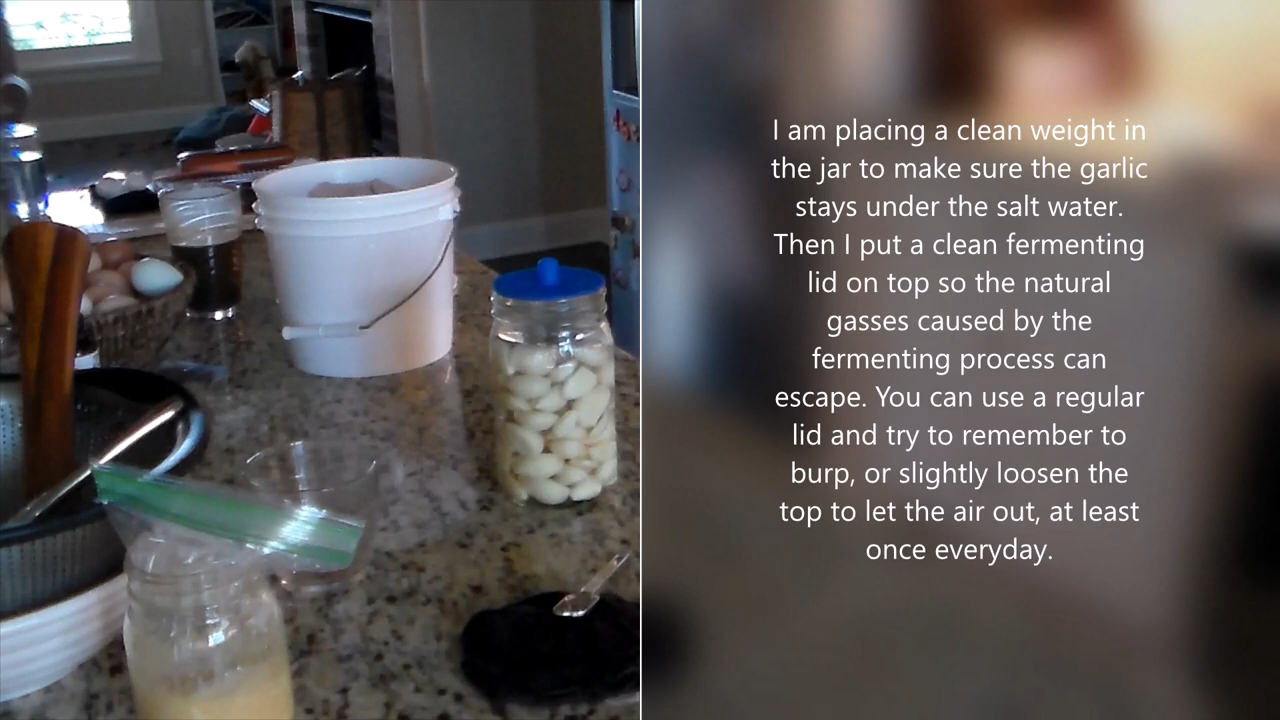 I am placing a clean weight in
the jar to make sure the garlic
stays under the salt water.
Then I put a clean fermenting
lid on top so the natural
gasses caused by the
fermenting process can
escape. You can use a regular
lid and try to remember to
burp, or slightly loosen the
top to let the air out, at least
once everyday.